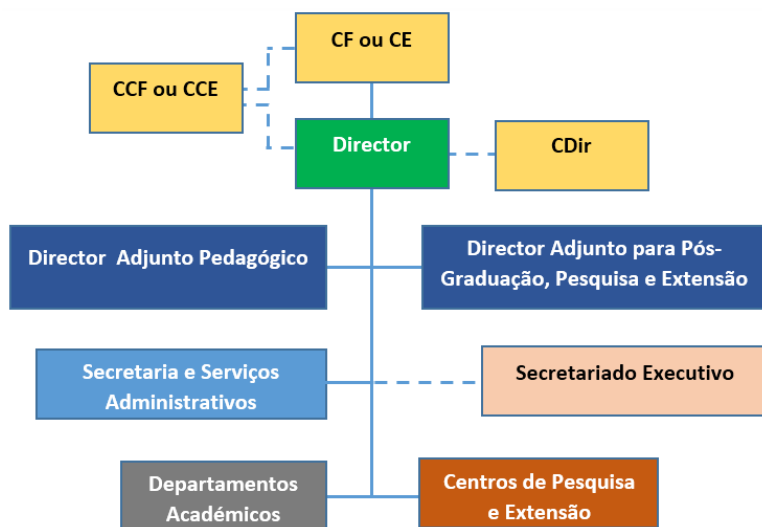 CF ou CE
CCF ou CCE
Director
CDir
Director Adjunto Pedagógico
Director Adjunto para Pós-
Graduação, Pesquisa e Extensão
Secretaria e Serviços
Administrativos
Secretariado Executivo
Departamentos
Académicos
Centros de Pesquisa
e Extensão